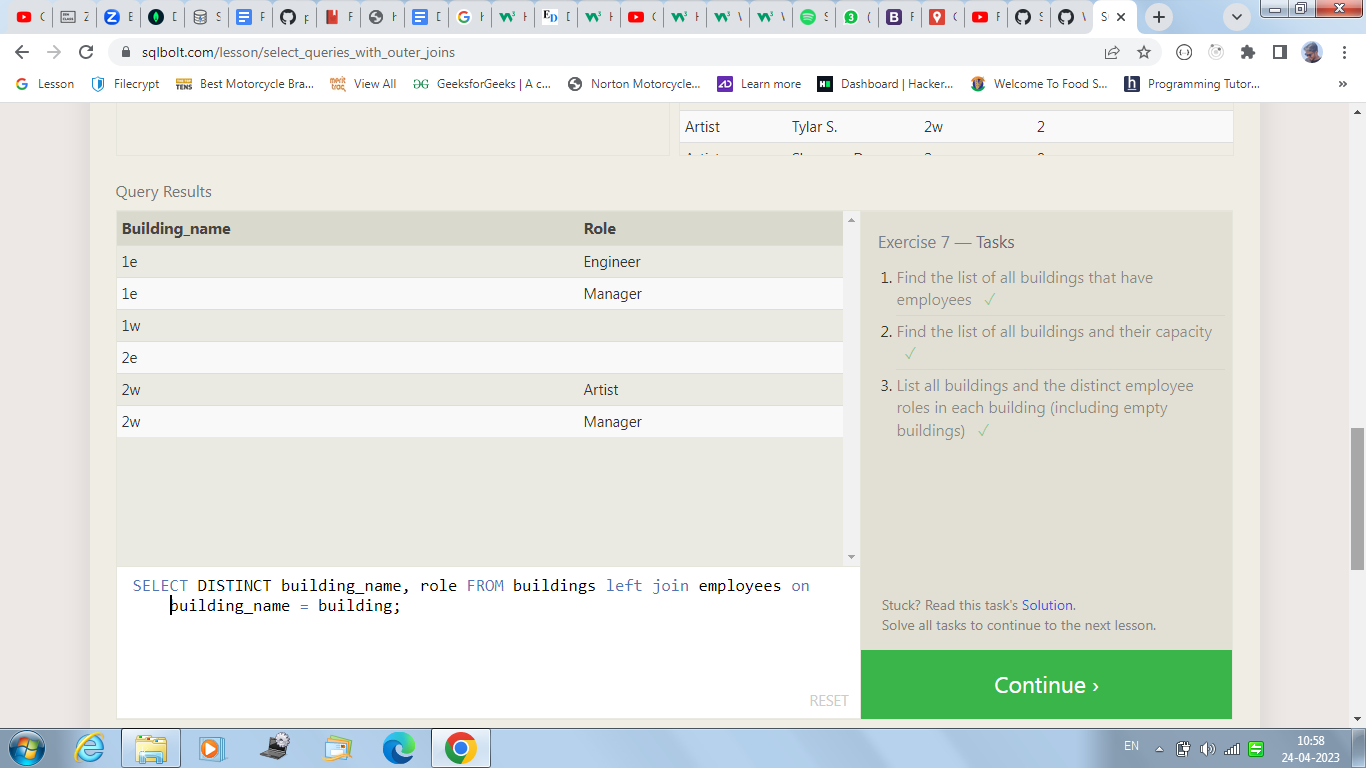 sqlbolt.com/lesson/select_queries_with_outer_joins
Lesson Filecrypt Best Motorcycle Bra... View All GeeksforGeeks | A c... Norton Motorcycle... Learn more Dashboard | Hacker... Welcome To Food S... Programming Tutor... »
Artist Tylar S. 2w 2
Query Results
Building_name Role
1e Engineer
1e Manager
1w
2e
2w Artist
2w Manager
Exercise 7 — Tasks
1. Find the list of all buildings that have
employees ✓
2. Find the list of all buildings and their capacity
✓
3. List all buildings and the distinct employee
roles in each building (including empty
buildings) ✓
SELECT DISTINCT building_name, role FROM buildings left join employees on
building_name = building;
RESET
Stuck? Read this task's Solution.
Solve all tasks to continue to the next lesson.
Continue ›
EN
10:58
24-04-2023